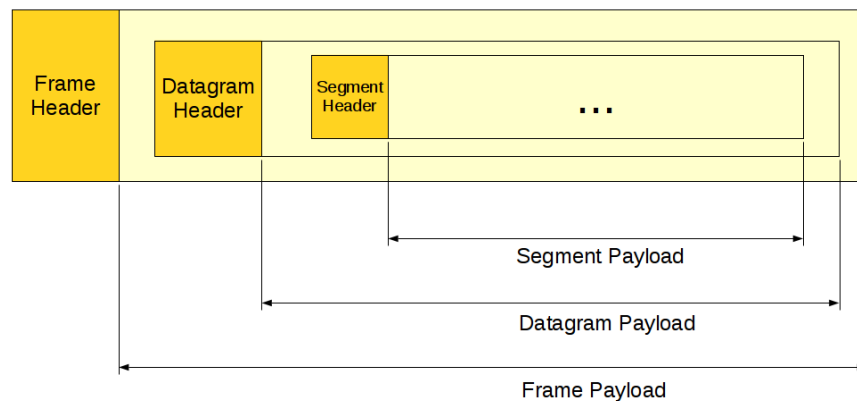 Frame
Header
Datagram
Header
Segment
Header
...
Segment Payload
Datagram Payload
Frame Payload